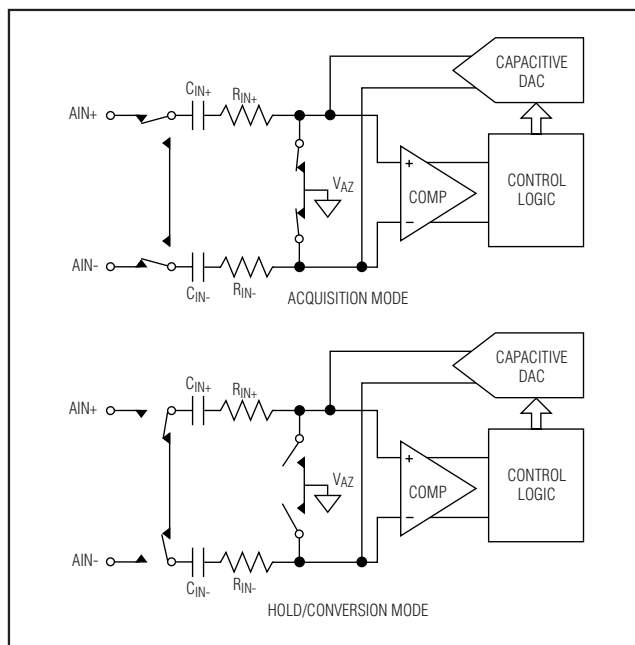 CAPACITIVE
DAC
CIN+
RIN+
AIN+
VAZ
+
COMP
−
CONTROL
LOGIC
AIN-
CIN-
RIN-
ACQUISITION MODE
CAPACITIVE
DAC
CIN+
RIN+
AIN+
VAZ
+
COMP
−
CONTROL
LOGIC
AIN-
CIN-
RIN-
HOLD/CONVERSION MODE